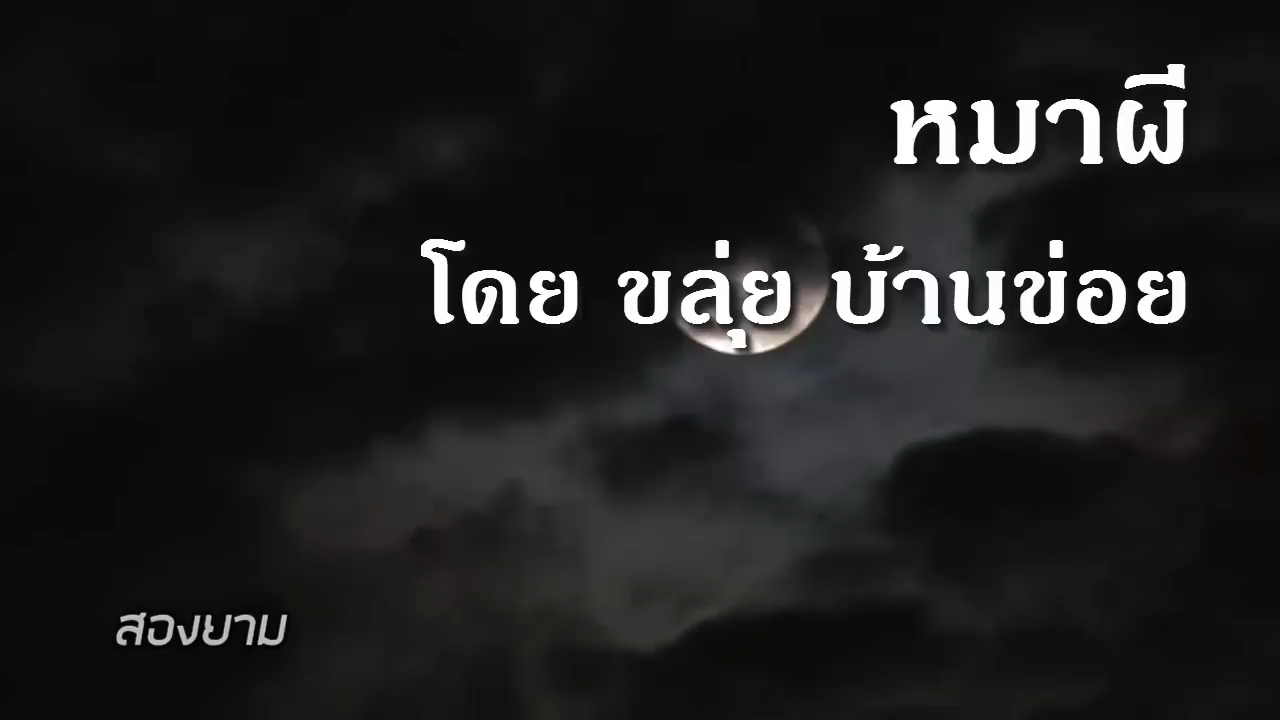 หมาผี
โดย ขลุ่ย บ้านข่อย
สองยาม